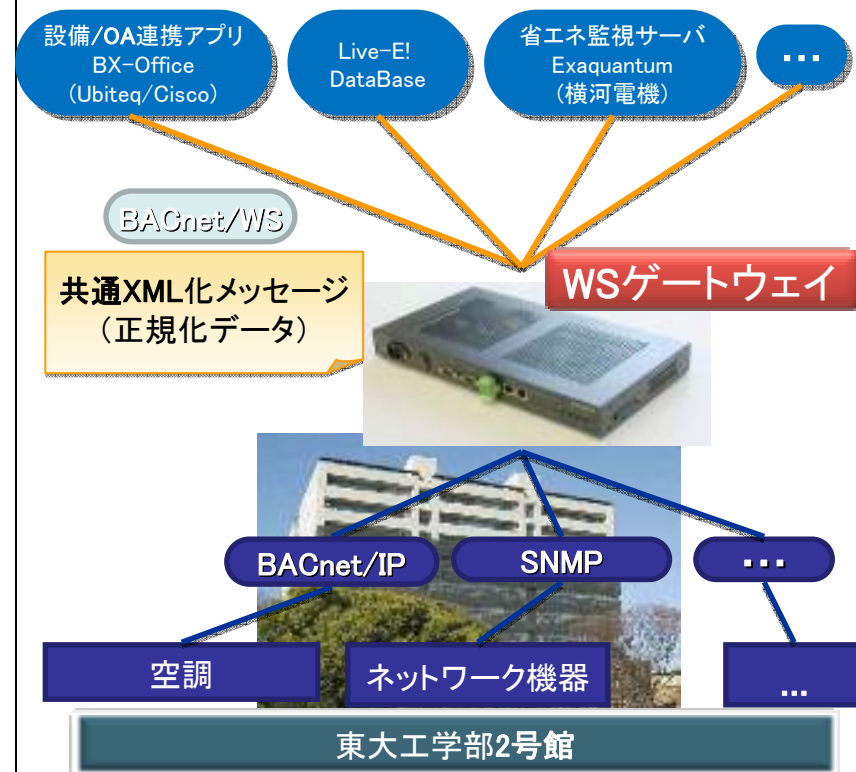 設備/OA連携アプリ
BX-Office
(Ubiteq/Cisco)
Live-E!
DataBase
省エネ監視サーバ
Exaquantum
(横河電機)
...
BACnet/WS
共通XML化メッセージ
(正規化データ)
WSゲートウェイ
BACnet/IP
SNMP
...
空調
ネットワーク機器
...
東大工学部2号館